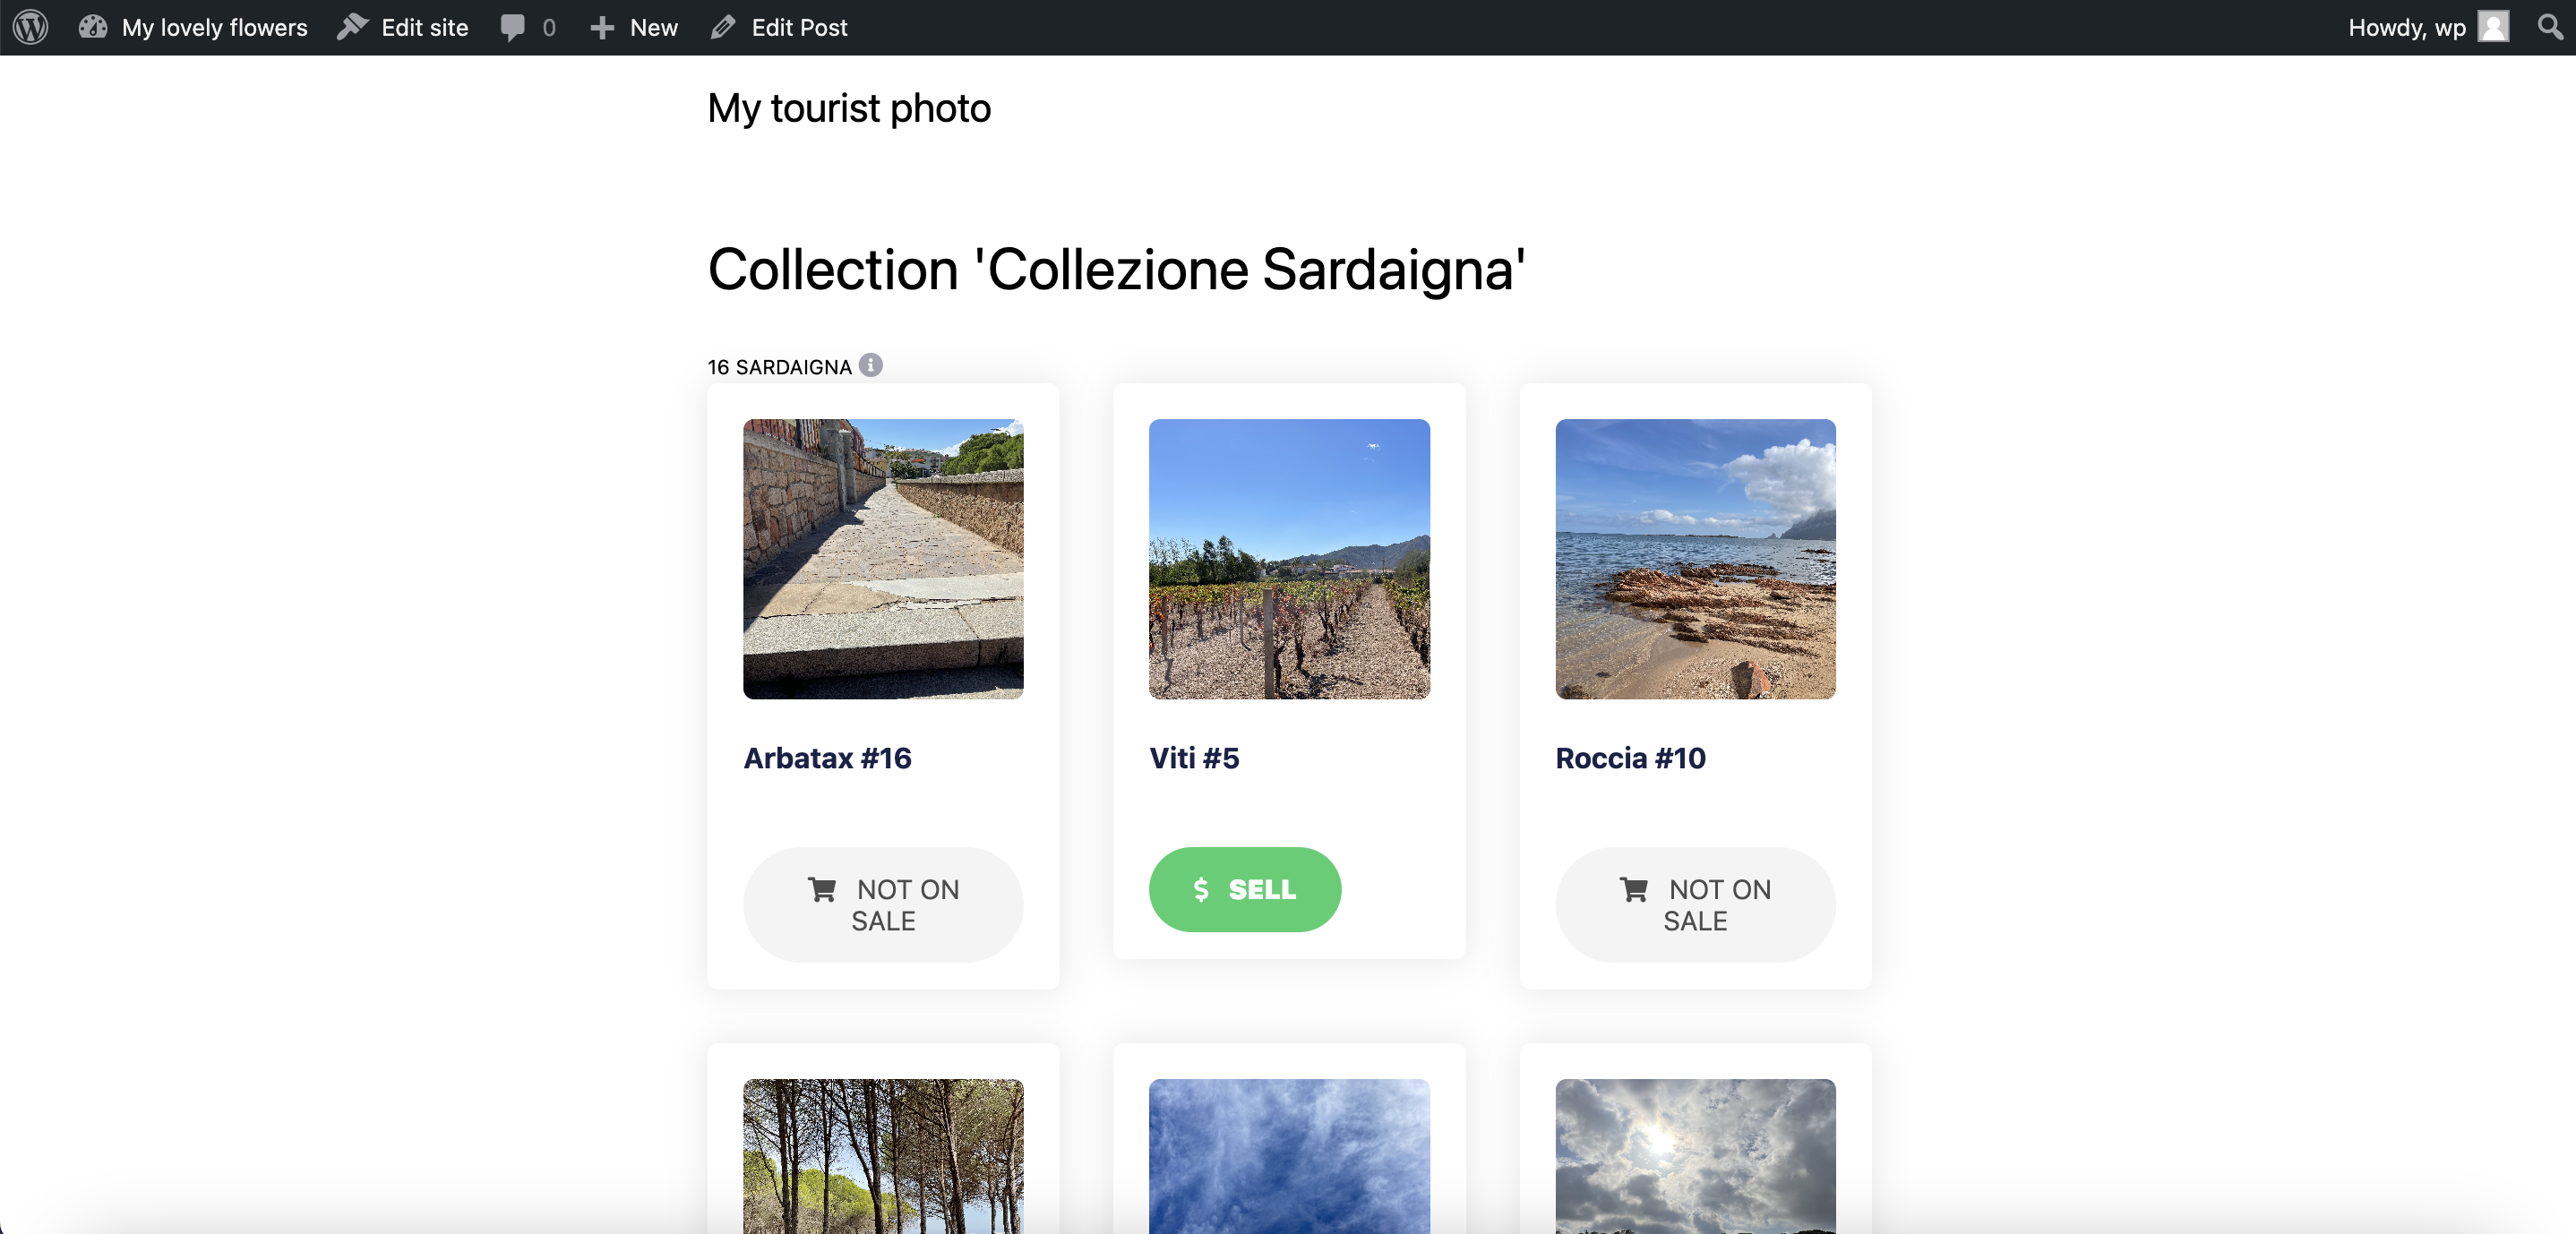 My lovely flowers Edit site 0 New Edit Post Howdy, wp
My tourist photo
Collection 'Collezione Sardaigna'
16 SARDAIGNA
Arbatax #16
Viti #5
Roccia #10
NOT ON
SALE
$ SELL
NOT ON
SALE